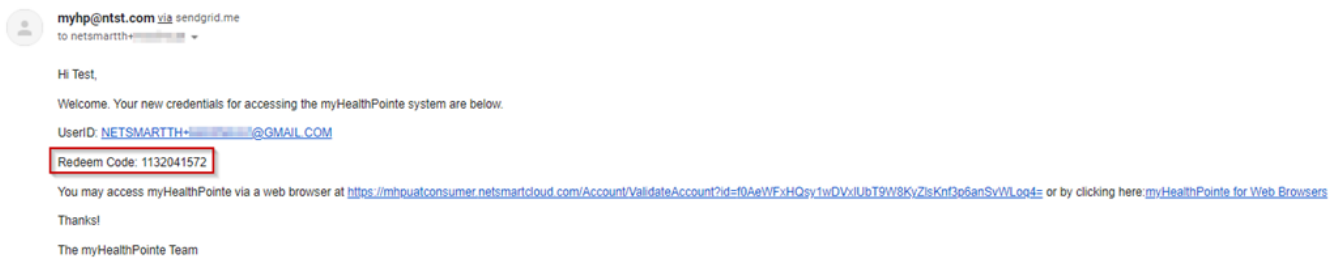 myhp@ntst.com via sendgrid.me
to netsmartth+
Hi Test,
Welcome. Your new credentials for accessing the myHealthPointe system are below.
UserID: NETSMARTTH+ @GMAIL.COM
Redeem Code: 1132041572
You may access myHealthPointe via a web browser at https://mhpuatconsumer.netsmartcloud.com/Account/ValidateAccount?id=f0AeWFxHQsy1wDVxIUbT9W8KyZlsKnf3p6anSvWLoq4= or by clicking here:myHealthPointe for Web Browsers
Thanks!
The myHealthPointe Team